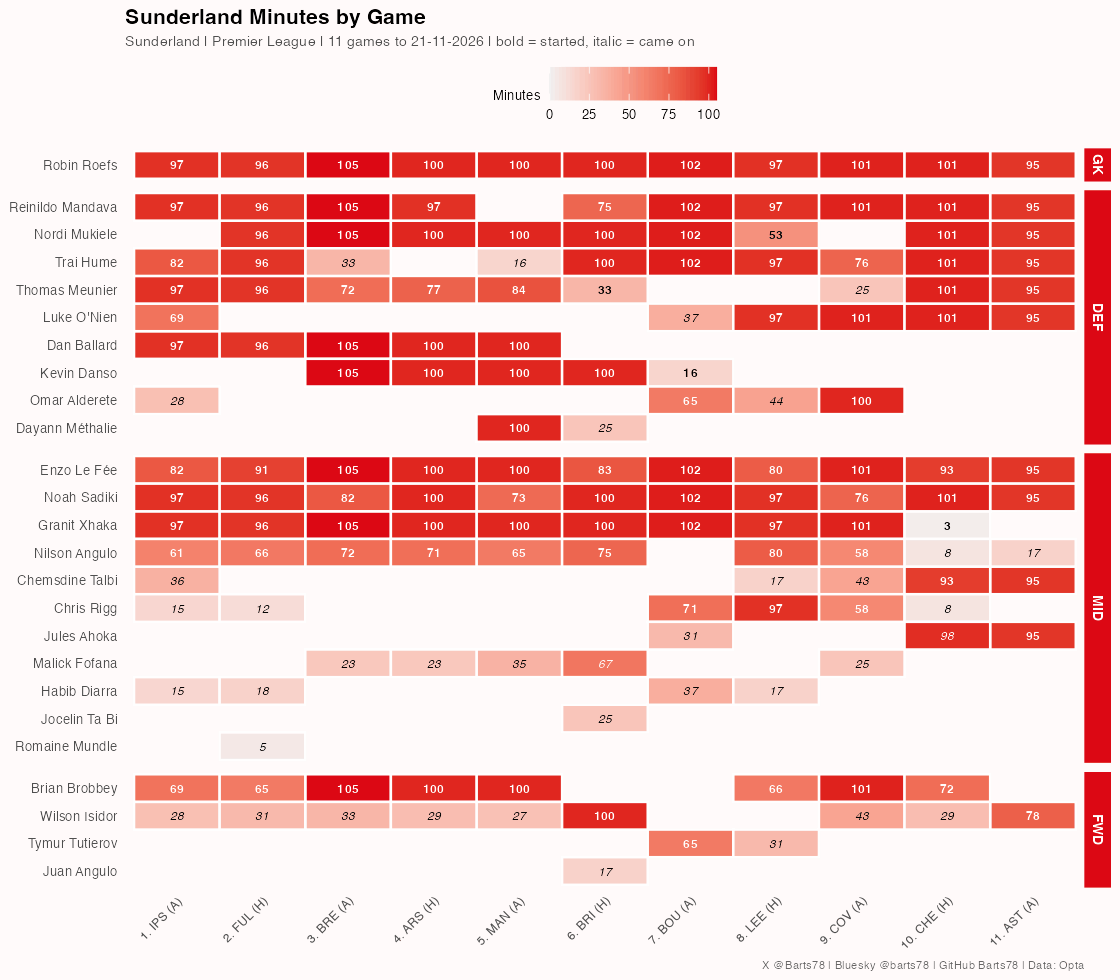 Sunderland Minutes by Game
Sunderland | Premier League | 11 games to 21-11-2026 | bold = started, italic = came on
Minutes
0 25 50 75 100
Robin Roefs 97 96 105 100 100 100 102 97 101 101 95
GK
Reinildo Mandava 97 96 105 97 75 102 97 101 101 95
Nordi Mukiele 96 105 100 100 100 102 53 101 95
Trai Hume 82 96 33 16 100 102 97 76 101 95
Thomas Meunier 97 96 72 77 84 33 25 101 95
Luke O'Nien 69 37 97 101 101 95
Dan Ballard 97 96 105 100 100
Kevin Danso 105 100 100 100 16
Omar Alderete 28 65 44 100
Dayann Méthalie 100 25
DEF
Enzo Le Fée 82 91 105 100 100 83 102 80 101 93 95
Noah Sadiki 97 96 82 100 73 100 102 97 76 101 95
Granit Xhaka 97 96 105 100 100 100 102 97 101 3
Nilson Angulo 61 66 72 71 65 75 80 58 8 17
Chemsdine Talbi 36 17 43 93 95
Chris Rigg 15 12 71 97 58 8
Jules Ahoka 31 98 95
Malick Fofana 23 23 35 67 25
Habib Diarra 15 18 37 17
Jocelin Ta Bi 25
Romaine Mundle 5
MID
Brian Brobbey 69 65 105 100 100 66 101 72
Wilson Isidor 28 31 33 29 27 100 43 29 78
Tymur Tutierov 65 31
Juan Angulo 17
FWD
1. IPS (A) 2. FUL (H) 3. BRE (A) 4. ARS (H) 5. MAN (A) 6. BRI (H) 7. BOU (A) 8. LEE (H) 9. COV (A) 10. CHE (H) 11. AST (A)
X @Barts78 | Bluesky @barts78 | GitHub Barts78 | Data: Opta